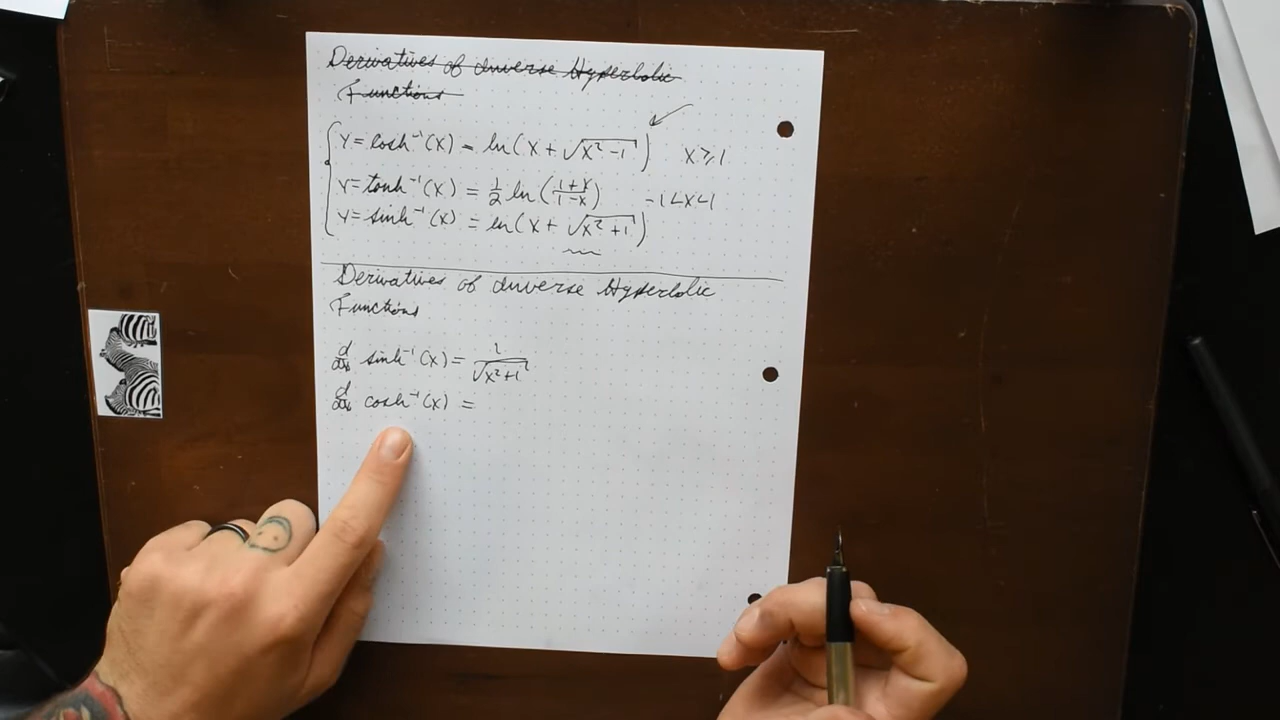 Derivatives of Inverse Hyperbolic
Functions
y = cosh⁻¹(x) = ln(x + √(x² - 1)) x ≥ 1
y = tanh⁻¹(x) = 1/2 ln((1+x)/(1-x)) -1 < x < 1
y = sinh⁻¹(x) = ln(x + √(x² + 1))
Derivatives of Inverse Hyperbolic
Functions
d/dx sinh⁻¹(x) = 1/√(x² + 1)
d/dx cosh⁻¹(x) =